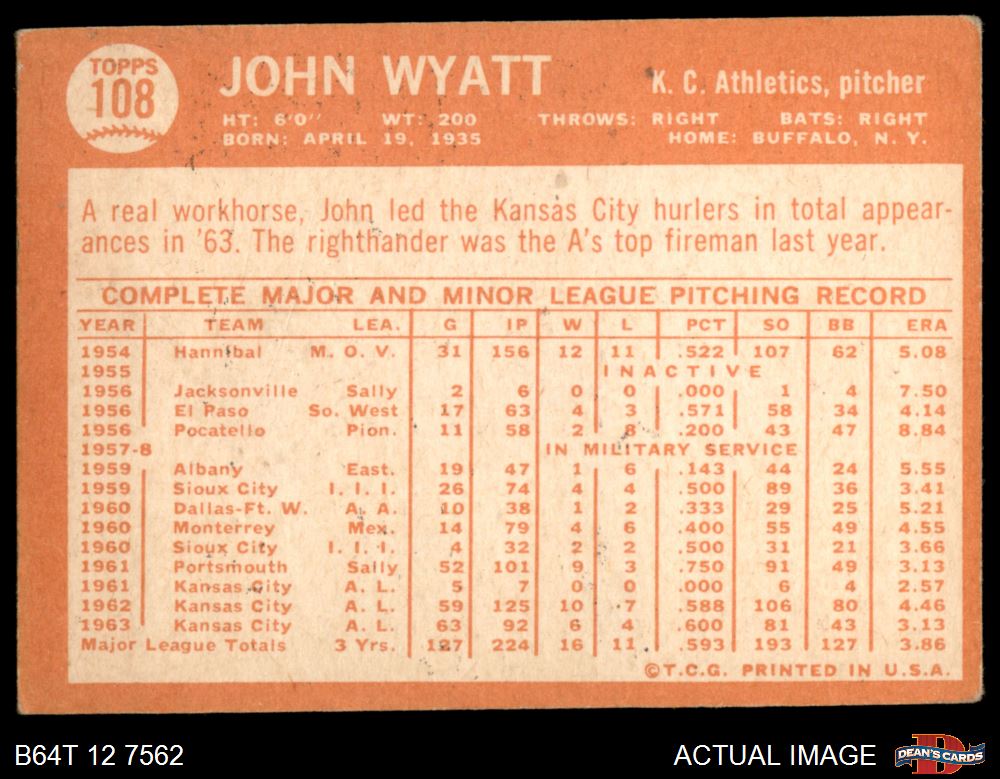 TOPPS
108
JOHN WYATT
K. C. Athletics, pitcher
HT: 6'0" WT: 200 THROWS: RIGHT BATS: RIGHT
BORN: APRIL 19, 1935 HOME: BUFFALO, N. Y.
A real workhorse, John led the Kansas City hurlers in total appear-
ances in '63. The righthander was the A's top fireman last year.
COMPLETE MAJOR AND MINOR LEAGUE PITCHING RECORD
YEAR TEAM LEA. G IP W L PCT SO BB ERA
1954 Hannibal M. O. V. 31 156 12 11 .522 107 62 5.08
1955 INACTIVE
1956 Jacksonville Sally 2 6 0 0 .000 1 4 7.50
1956 El Paso So. West 17 63 4 3 .571 58 34 4.14
1956 Pocatello Pion. 11 58 2 8 .200 43 47 8.84
1957-8 IN MILITARY SERVICE
1959 Albany East. 19 47 1 6 .143 44 24 5.55
1959 Sioux City I. I. I. 26 74 4 4 .500 89 36 3.41
1960 Dallas-Ft. W. A. A. 10 38 1 2 .333 29 25 5.21
1960 Monterrey Mex. 14 79 4 6 .400 55 49 4.55
1960 Sioux City I. I. I. 4 32 2 2 .500 31 21 3.66
1961 Portsmouth Sally 52 101 9 3 .750 91 49 3.13
1961 Kansas City A. L. 5 7 0 0 .000 6 4 2.57
1962 Kansas City A. L. 59 125 10 7 .588 106 80 4.46
1963 Kansas City A. L. 63 92 6 4 .600 81 43 3.13
Major League Totals 3 Yrs. 127 224 16 11 .593 193 127 3.86
©T.C.G. PRINTED IN U.S.A.
B64T 12 7562
ACTUAL IMAGE
DEAN'S CARDS